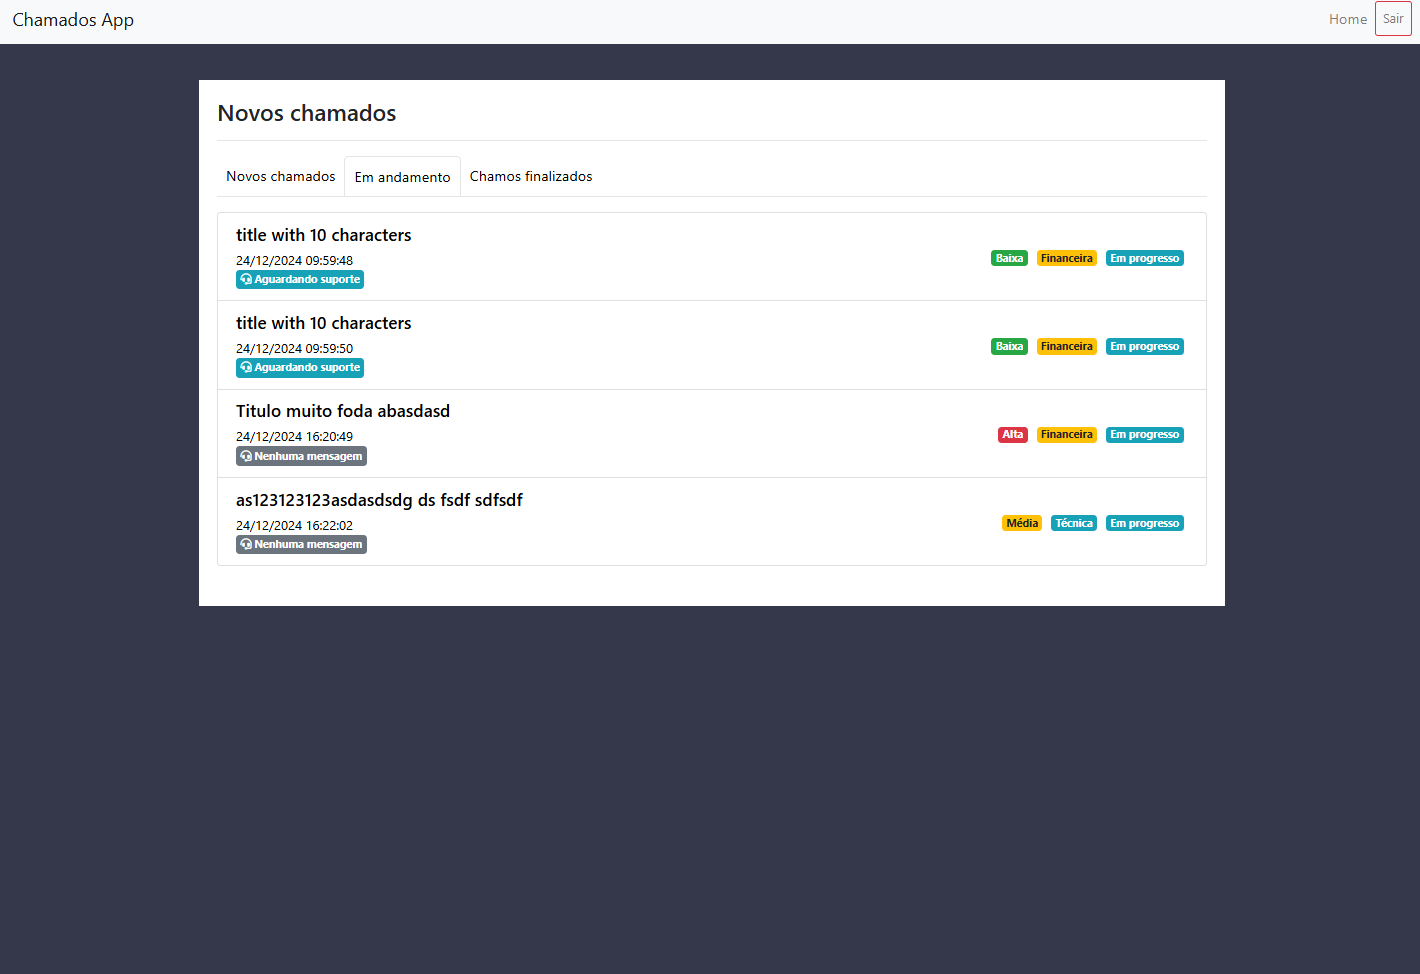 Chamados App
Home
Sair
Novos chamados
Novos chamados
Em andamento
Chamos finalizados
title with 10 characters
24/12/2024 09:59:48
Aguardando suporte
Baixa
Financeira
Em progresso
title with 10 characters
24/12/2024 09:59:50
Aguardando suporte
Baixa
Financeira
Em progresso
Titulo muito foda abasdasd
24/12/2024 16:20:49
Nenhuma mensagem
Alta
Financeira
Em progresso
as123123123asdasdsdg ds fsdf sdfsdf
24/12/2024 16:22:02
Nenhuma mensagem
Média
Técnica
Em progresso